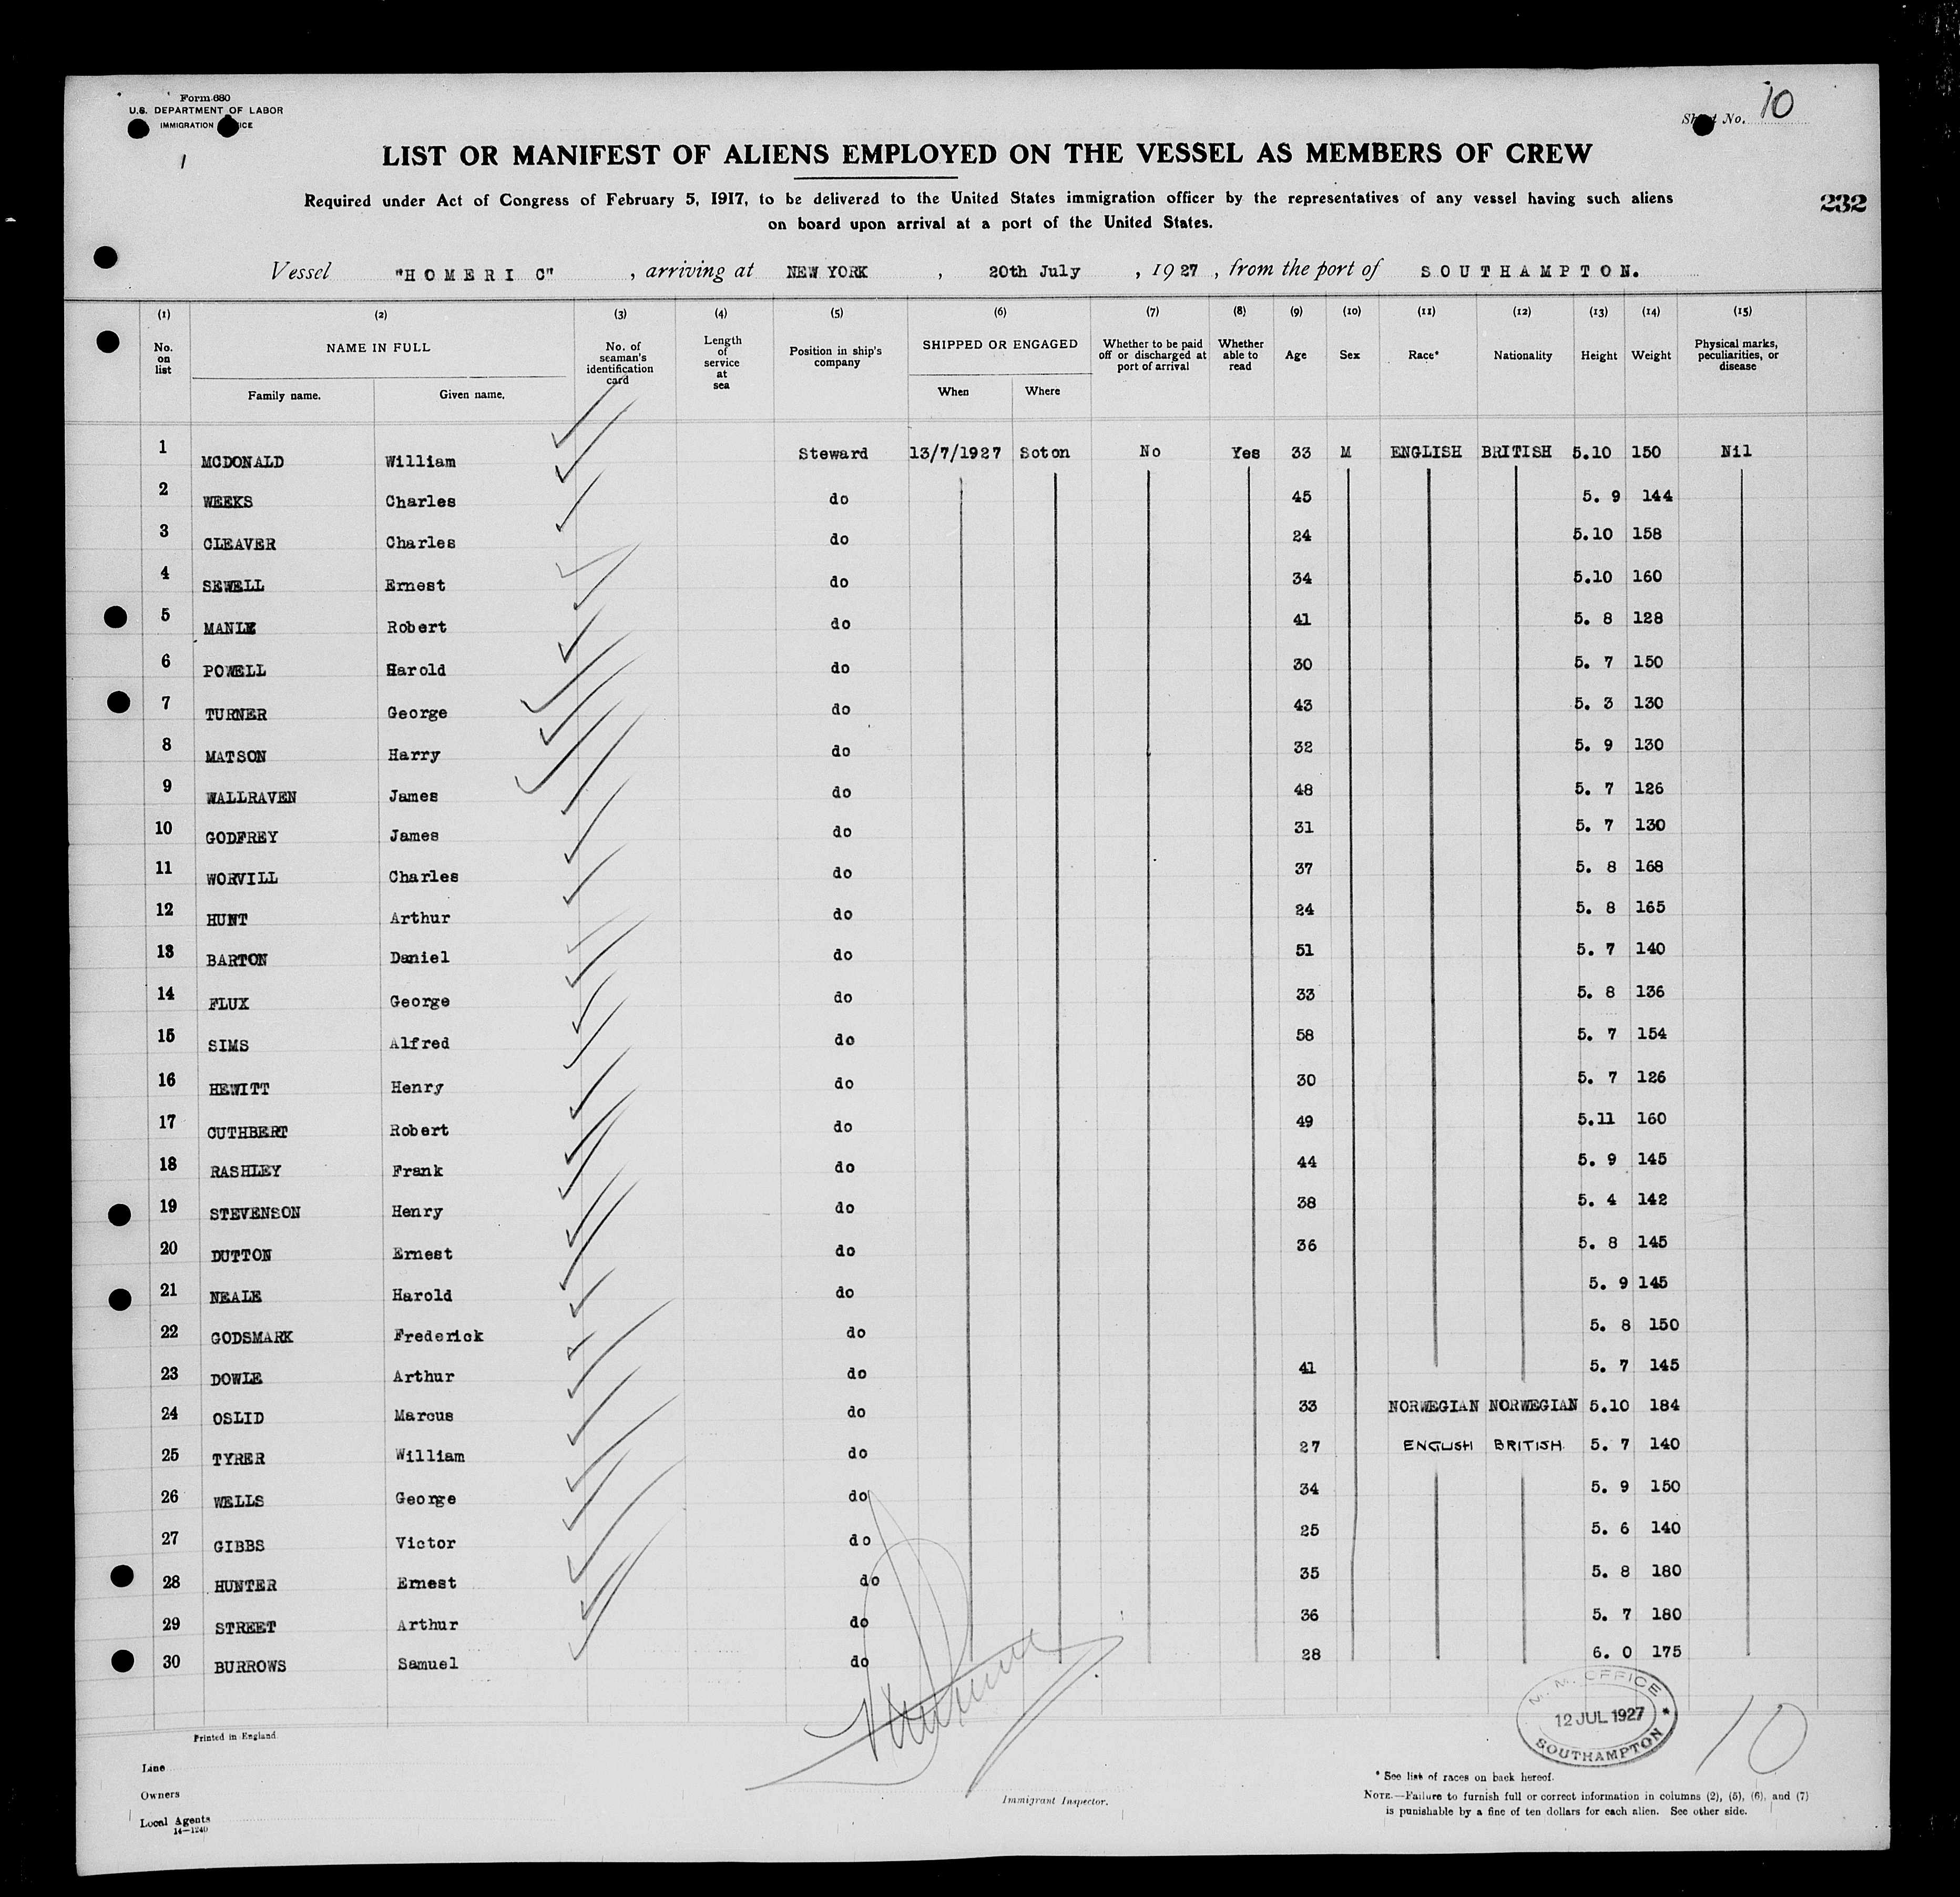 Form 680
U.S. DEPARTMENT OF LABOR
IMMIGRATION
1
Sheet No. 10
LIST OR MANIFEST OF ALIENS EMPLOYED ON THE VESSEL AS MEMBERS OF CREW
Required under Act of Congress of February 5, 1917, to be delivered to the United States immigration officer by the representatives of any vessel having such aliens
on board upon arrival at a port of the United States.
232
Vessel "HOMERIC" , arriving at NEW YORK , 20th July , 1927 , from the port of SOUTHAMPTON.
(1) (2) (3) (4) (5) (6) (7) (8) (9) (10) (11) (12) (13) (14) (15)
No. on list NAME IN FULL No. of seaman's identification card Length of service at sea Position in ship's company SHIPPED OR ENGAGED Whether to be paid off or discharged at port of arrival Whether able to read Age Sex Race* Nationality Height Weight Physical marks, peculiarities, or disease
Family name. Given name. When Where
1 MCDONALD William Steward 13/7/1927 Soton No Yes 33 M ENGLISH BRITISH 5.10 150 Nil
2 WEEKS Charles do 45 5. 9 144
3 CLEAVER Charles do 24 5.10 158
4 SEWELL Ernest do 34 5.10 160
5 MANLE Robert do 41 5. 8 128
6 POWELL Harold do 30 5. 7 150
7 TURNER George do 43 5. 3 130
8 MATSON Harry do 32 5. 9 130
9 WALLRAVEN James do 48 5. 7 126
10 GODFREY James do 31 5. 7 130
11 WORVILL Charles do 37 5. 8 168
12 HUNT Arthur do 24 5. 8 165
13 BARTON Daniel do 51 5. 7 140
14 FLUX George do 33 5. 8 136
15 SIMS Alfred do 58 5. 7 154
16 HEWITT Henry do 30 5. 7 126
17 CUTHBERT Robert do 49 5.11 160
18 RASHLEY Frank do 44 5. 9 145
19 STEVENSON Henry do 38 5. 4 142
20 DUTTON Ernest do 36 5. 8 145
21 NEALE Harold do 5. 9 145
22 GODSMARK Frederick do 5. 8 150
23 DOWLE Arthur do 41 5. 7 145
24 OSLID Marcus do 33 NORWEGIAN NORWEGIAN 5.10 184
25 TYRER William do 27 ENGLISH BRITISH 5. 7 140
26 WELLS George do 34 5. 9 150
27 GIBBS Victor do 25 5. 6 140
28 HUNTER Ernest do 35 5. 8 180
29 STREET Arthur do 36 5. 7 180
30 BURROWS Samuel do 28 6. 0 175
M. M. OFFICE
12 JUL 1927
SOUTHAMPTON
10
Printed in England
Line
Owners
Local Agents
14—1240
Immigrant Inspector.
* See list of races on back hereof.
NOTE.—Failure to furnish full or correct information in columns (2), (5), (6), and (7)
is punishable by a fine of ten dollars for each alien. See other side.